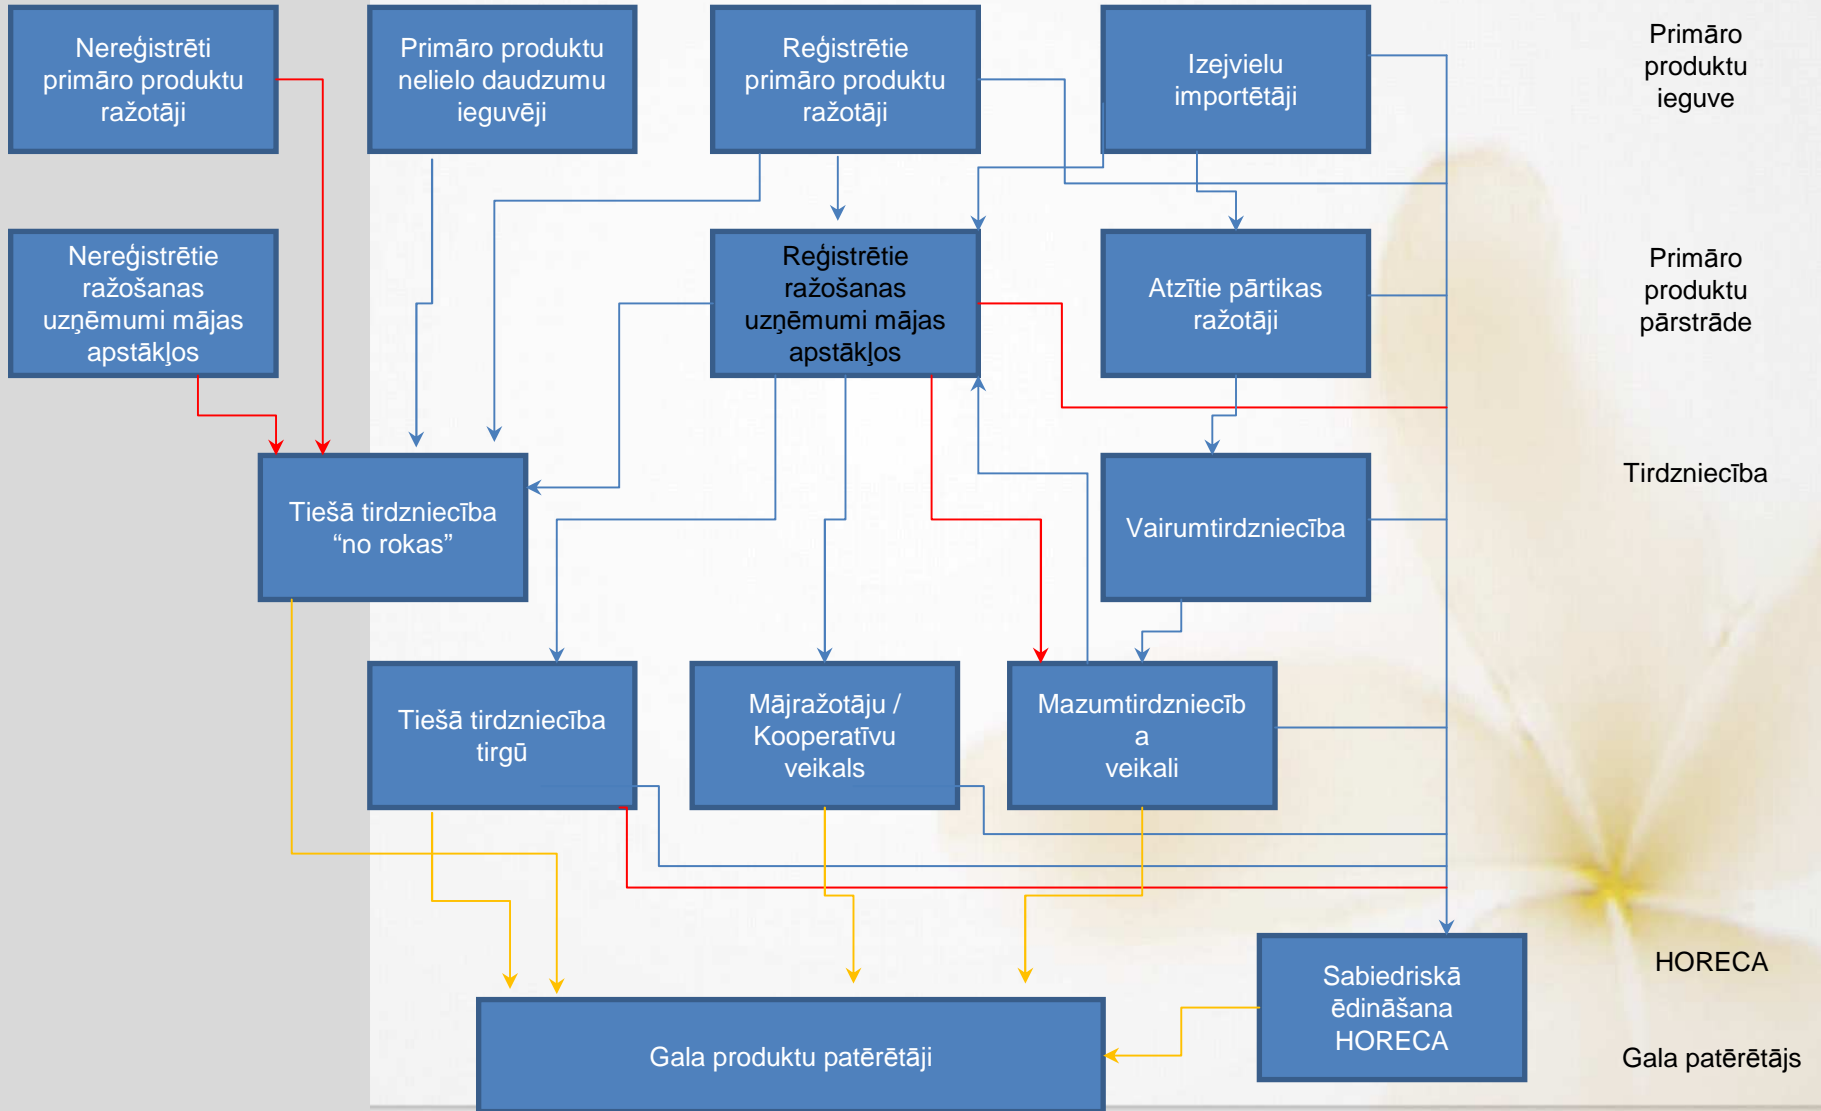 Nereģistrēti
primāro produktu
ražotāji
Primāro produktu
nelielo daudzumu
ieguvēji
Reģistrētie
primāro produktu
ražotāji
Izejvielu
importētāji
Primāro
produktu
ieguve
Nereģistrētie
ražošanas
uzņēmumi mājas
apstākļos
Reģistrētie
ražošanas
uzņēmumi mājas
apstākļos
Atzītie pārtikas
ražotāji
Primāro
produktu
pārstrāde
Tiešā tirdzniecība
“no rokas”
Vairumtirdzniecība
Tirdzniecība
Tiešā tirdzniecība
tirgū
Mājražotāju /
Kooperatīvu
veikals
Mazumtirdzniecīb
a
veikali
Sabiedriskā
ēdināšana
HORECA
HORECA
Gala produktu patērētāji
Gala patērētājs